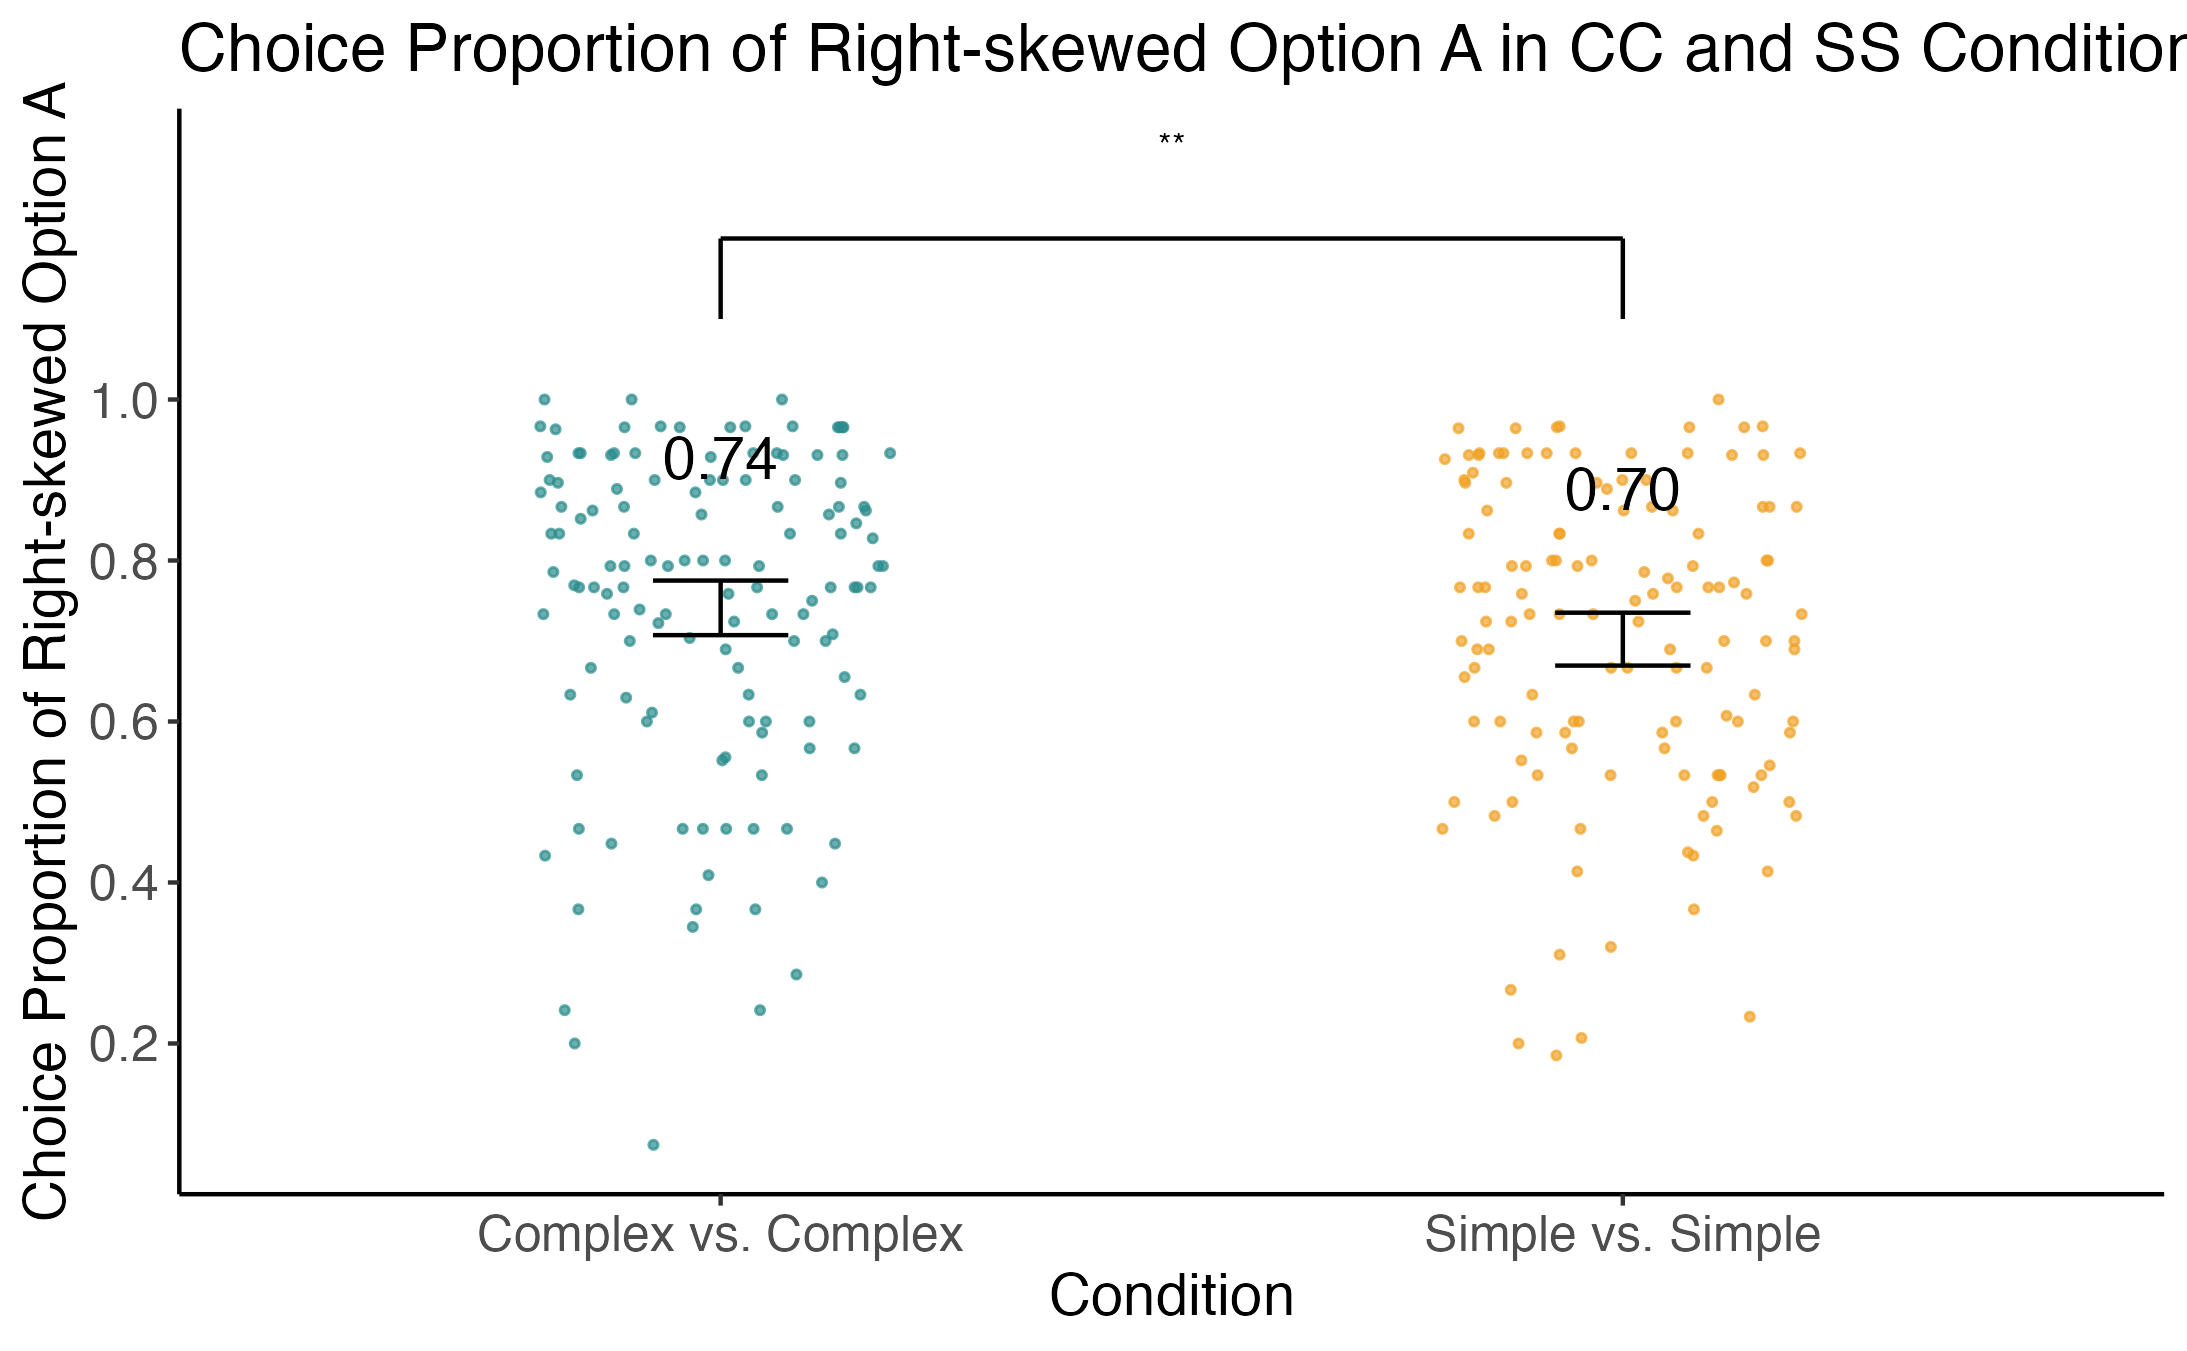 Choice Proportion of Right-skewed Option A in CC and SS Condition
Choice Proportion of Right-skewed Option A
**
1.0
0.8
0.6
0.4
0.2
0.74
0.70
Complex vs. Complex
Simple vs. Simple
Condition